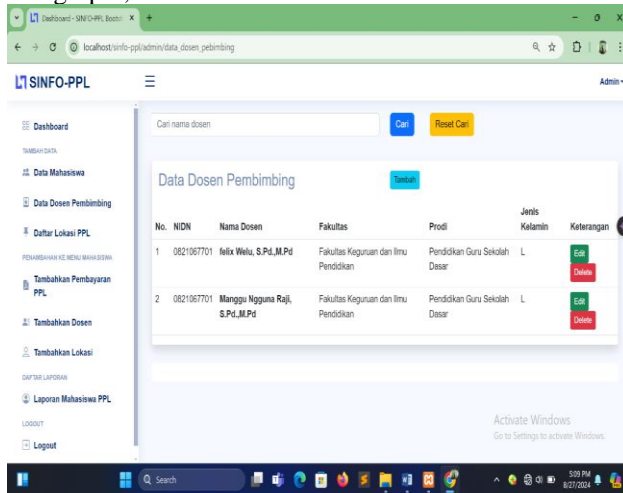 Dashboard - SINFO-PPL Bootst
localhost/sinfo-ppl/admin/data_dosen_pebimbing
SINFO-PPL
Admin
Cari nama dosen
Cari
Reset Cari
Dashboard
TAMBAH DATA
Data Mahasiswa
Data Dosen Pembimbing
Daftar Lokasi PPL
PENAMBAHAN KE MENU MAHASISWA
Tambahkan Pembayaran
PPL
Tambahkan Dosen
Tambahkan Lokasi
DAFTAR LAPORAN
Laporan Mahasiswa PPL
LOGOUT
Logout
Data Dosen Pembimbing
Tambah
No. NIDN Nama Dosen Fakultas Prodi Jenis Kelamin Keterangan
1 0821067701 felix Welu, S.Pd.,M.Pd Fakultas Keguruan dan Ilmu Pendidikan Pendidikan Guru Sekolah Dasar L Edit
Delete
2 0821067701 Manggu Ngguna Raji, S.Pd.,M.Pd Fakultas Keguruan dan Ilmu Pendidikan Pendidikan Guru Sekolah Dasar L Edit
Delete
Activate Windows
Go to Settings to activate Windows.
Search
5:09 PM
8/27/2024